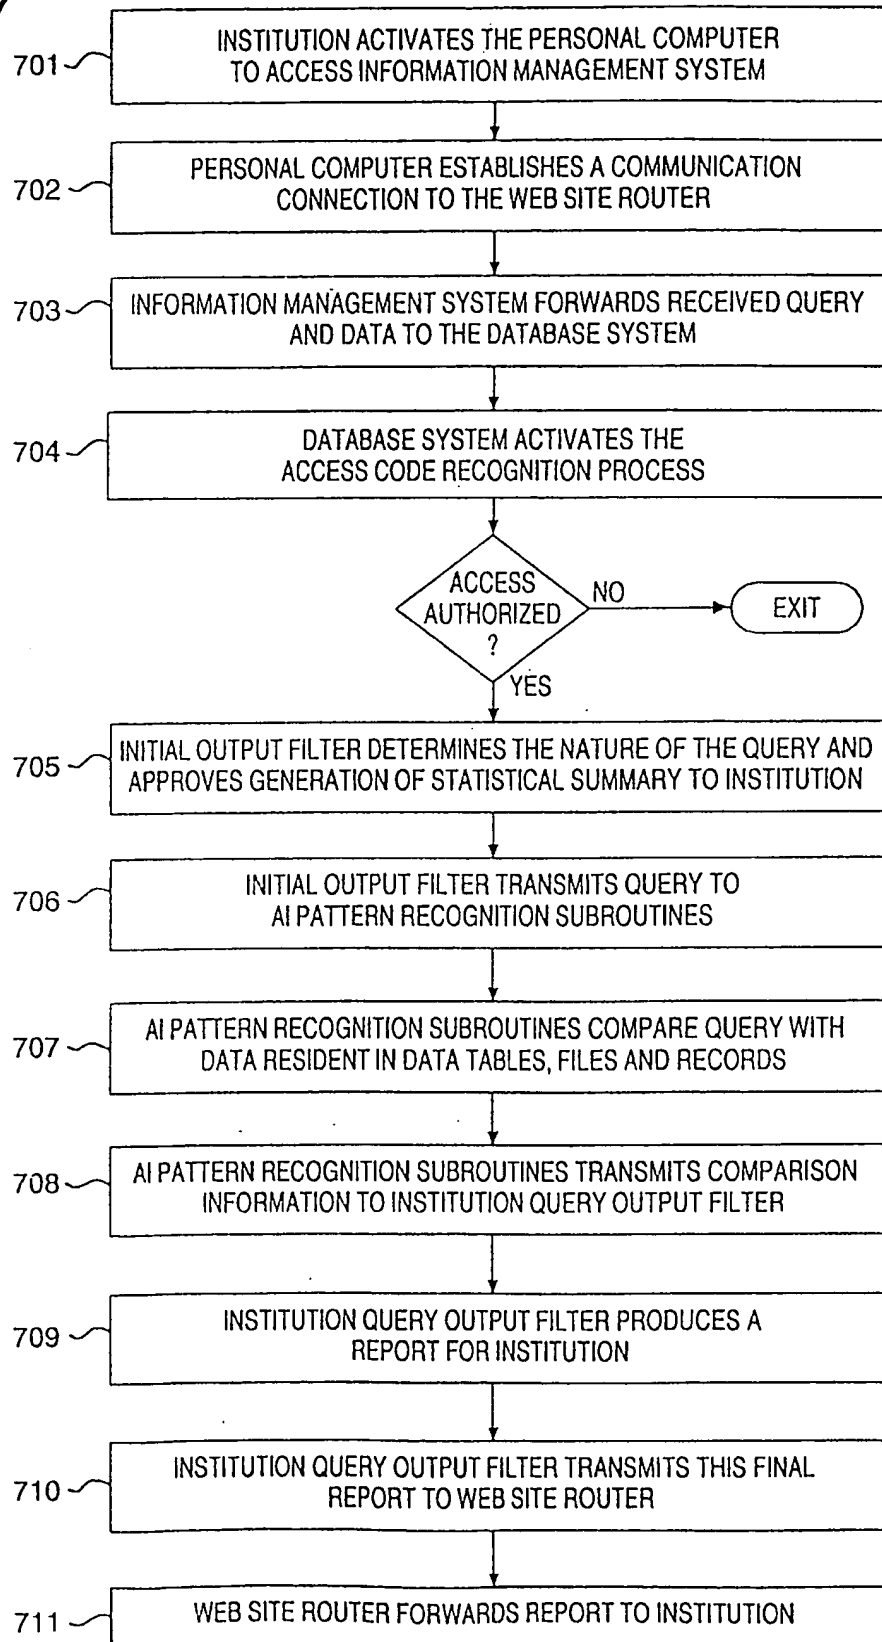 701
INSTITUTION ACTIVATES THE PERSONAL COMPUTER
TO ACCESS INFORMATION MANAGEMENT SYSTEM
702
PERSONAL COMPUTER ESTABLISHES A COMMUNICATION
CONNECTION TO THE WEB SITE ROUTER
703
INFORMATION MANAGEMENT SYSTEM FORWARDS RECEIVED QUERY
AND DATA TO THE DATABASE SYSTEM
704
DATABASE SYSTEM ACTIVATES THE
ACCESS CODE RECOGNITION PROCESS
ACCESS
AUTHORIZED
?
NO
EXIT
YES
705
INITIAL OUTPUT FILTER DETERMINES THE NATURE OF THE QUERY AND
APPROVES GENERATION OF STATISTICAL SUMMARY TO INSTITUTION
706
INITIAL OUTPUT FILTER TRANSMITS QUERY TO
AI PATTERN RECOGNITION SUBROUTINES
707
AI PATTERN RECOGNITION SUBROUTINES COMPARE QUERY WITH
DATA RESIDENT IN DATA TABLES, FILES AND RECORDS
708
AI PATTERN RECOGNITION SUBROUTINES TRANSMITS COMPARISON
INFORMATION TO INSTITUTION QUERY OUTPUT FILTER
709
INSTITUTION QUERY OUTPUT FILTER PRODUCES A
REPORT FOR INSTITUTION
710
INSTITUTION QUERY OUTPUT FILTER TRANSMITS THIS FINAL
REPORT TO WEB SITE ROUTER
711
WEB SITE ROUTER FORWARDS REPORT TO INSTITUTION